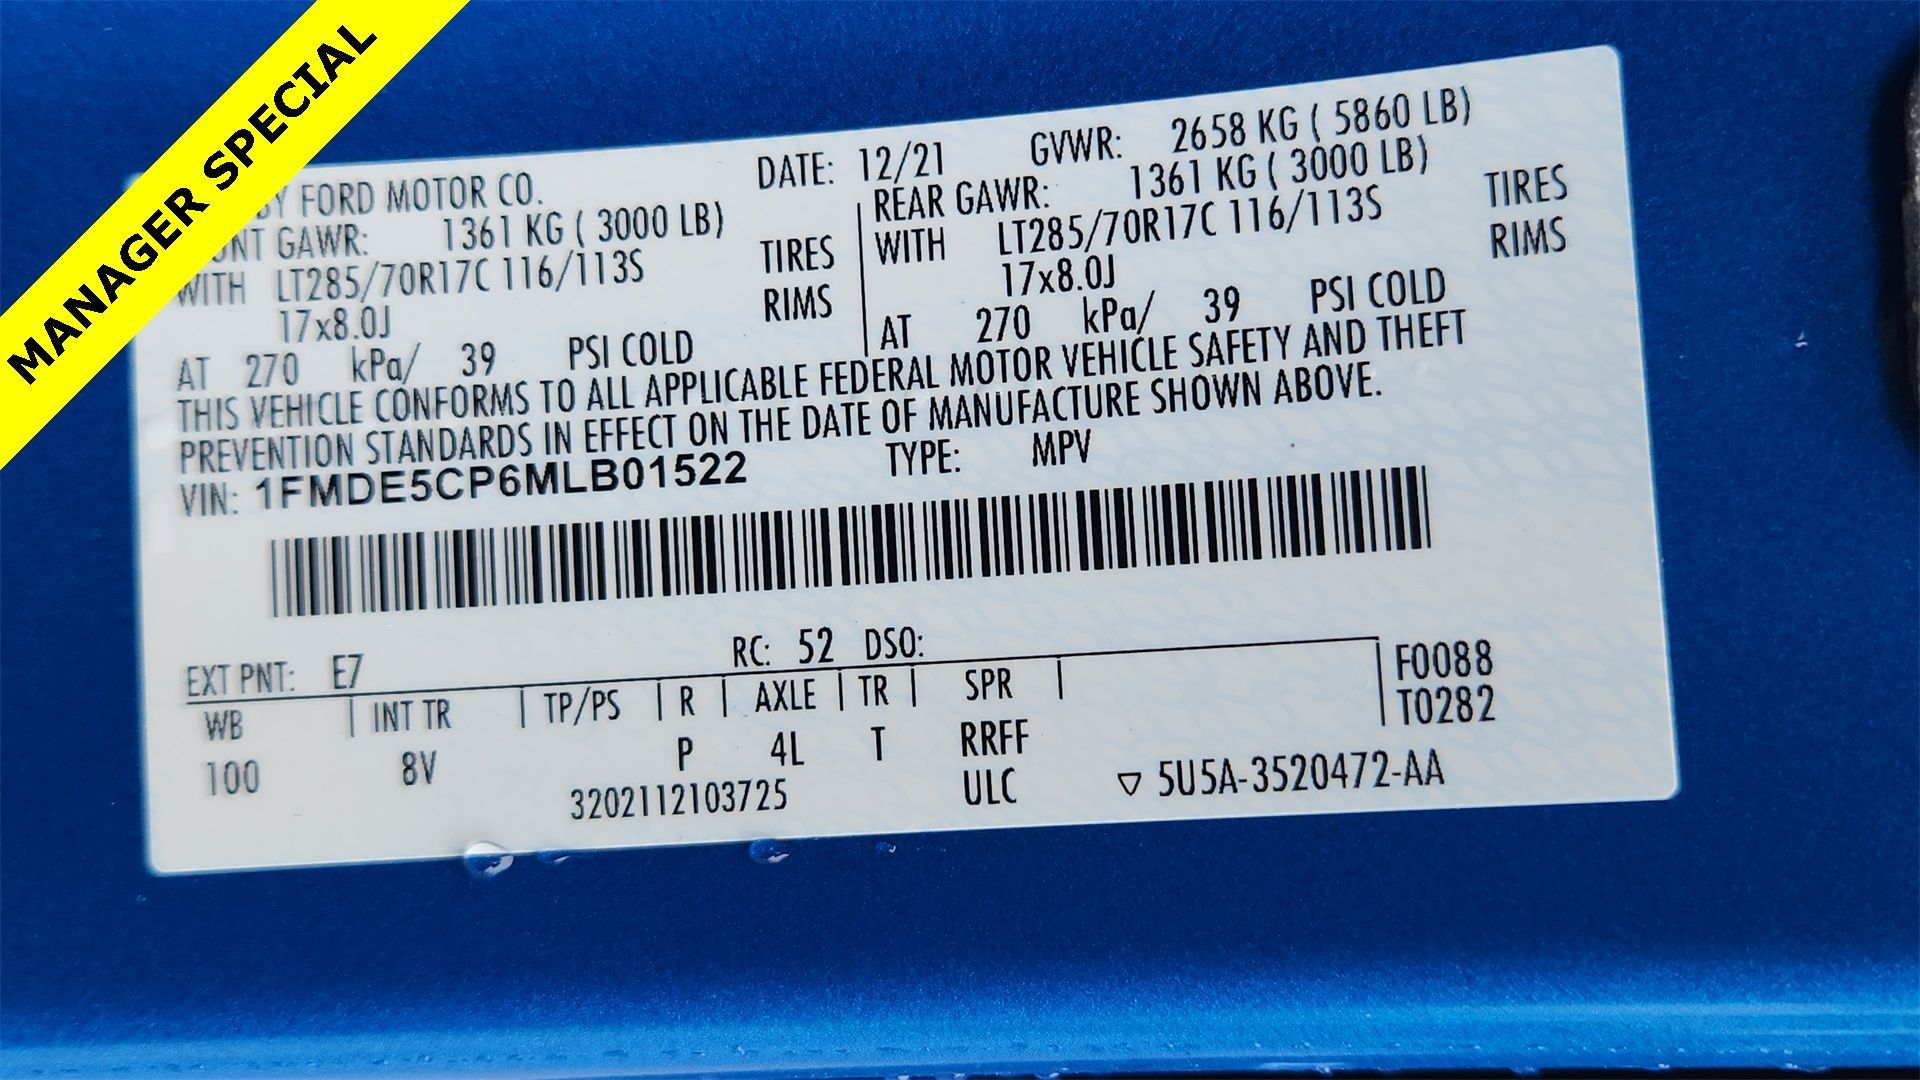 MANAGER SPECIAL
BY FORD MOTOR CO. DATE: 12/21 GVWR: 2658 KG ( 5860 LB)
GAWR: 1361 KG ( 3000 LB) REAR GAWR: 1361 KG ( 3000 LB)
WITH LT285/70R17C 116/113S TIRES WITH LT285/70R17C 116/113S TIRES
17x8.0J RIMS 17x8.0J RIMS
AT 270 kPa/ 39 PSI COLD AT 270 kPa/ 39 PSI COLD
THIS VEHICLE CONFORMS TO ALL APPLICABLE FEDERAL MOTOR VEHICLE SAFETY AND THEFT
PREVENTION STANDARDS IN EFFECT ON THE DATE OF MANUFACTURE SHOWN ABOVE.
VIN: 1FMDE5CP6MLB01522 TYPE: MPV
EXT PNT: E7 RC: 52 DSO:
WB | INT TR | TP/PS | R | AXLE | TR | SPR | F0088
T0282
100 8V P 4L T RRFF
3202112103725 ULC ▽ 5U5A-3520472-AA